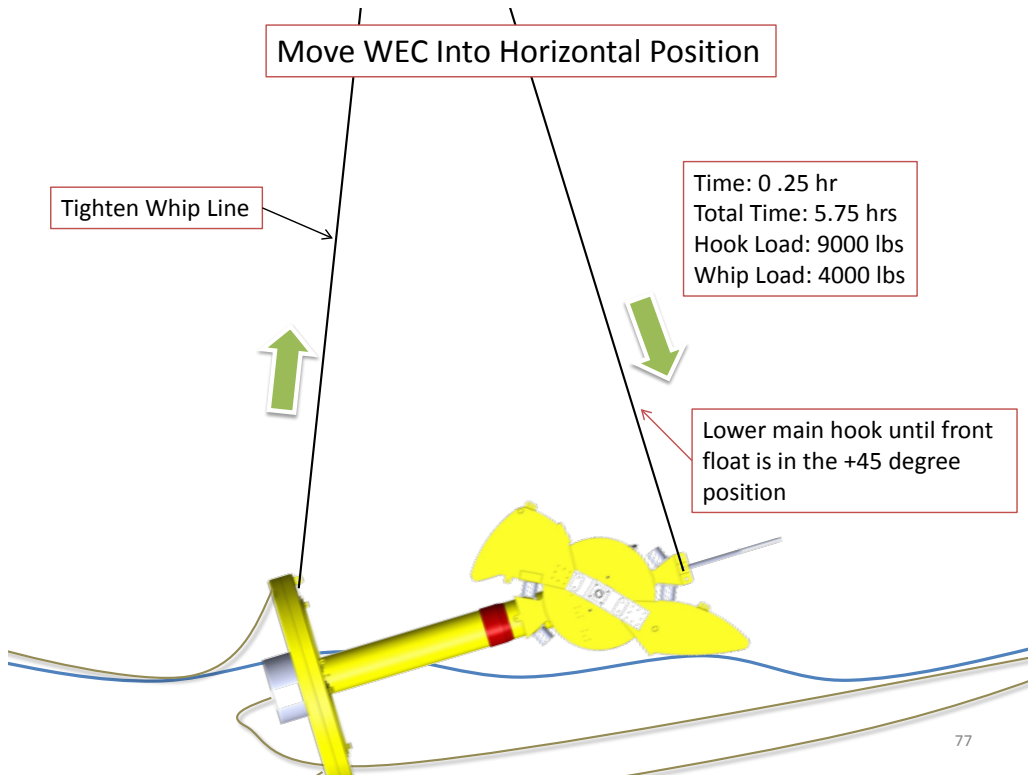 Move WEC Into Horizontal Position
Tighten Whip Line
Time: 0 .25 hr
Total Time: 5.75 hrs
Hook Load: 9000 lbs
Whip Load: 4000 lbs
Lower main hook until front
float is in the +45 degree
position
77